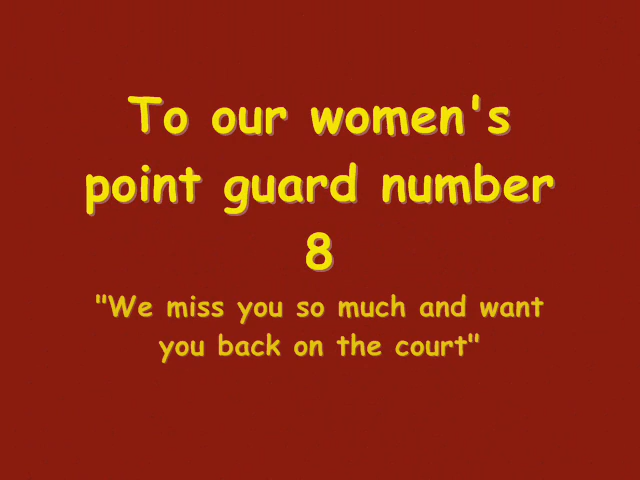 To our women's
point guard number
8
"We miss you so much and want
you back on the court"